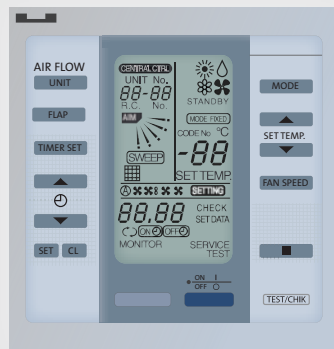 AIR FLOW
UNIT
FLAP
TIMER SET
SET CL
CENTRAL CTRL
UNIT No.
88-88
R.C. No.
AIM
SWEEP
STANDBY
MODE FIXED
CODE No °C
-88
SET TEMP.
A SETTING
88.88 CHECK
SET DATA
ON OFF
MONITOR SERVICE
TEST
ON I
OFF O
MODE
SET TEMP.
FAN SPEED
TEST/CHIK